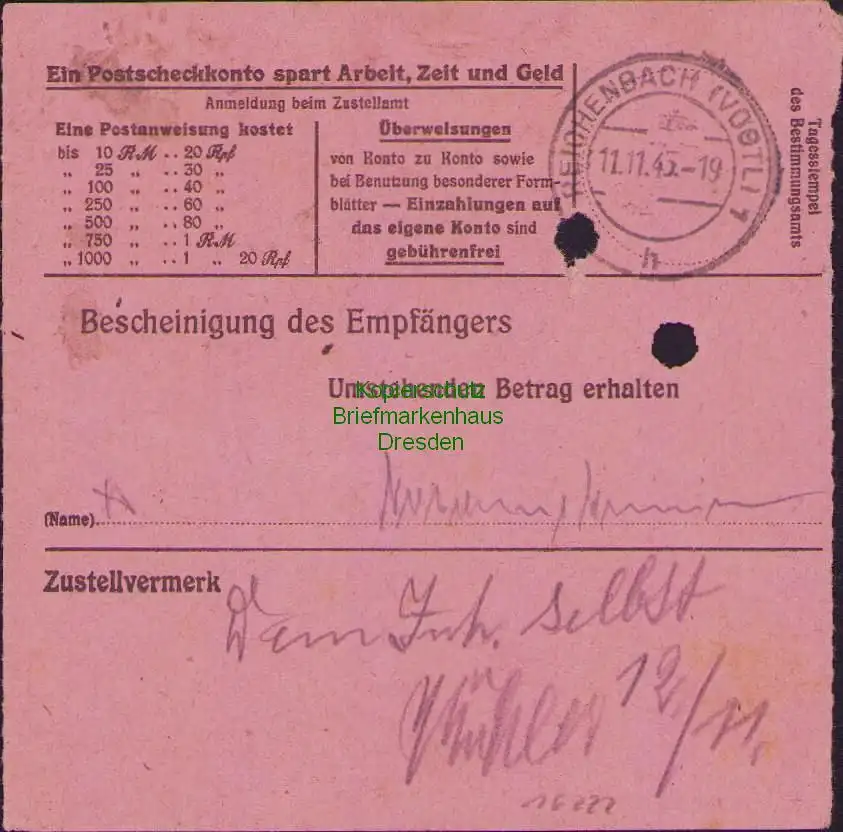 Ein Postscheckkonto spart Arbeit, Zeit und Geld
Anmeldung beim Zustellamt
Eine Postanweisung kostet
bis 10 RM .. 20 Rpf
„ 25 „ .. 30 „
„ 100 „ .. 40 „
„ 250 „ .. 60 „
„ 500 „ .. 80 „
„ 750 „ .. 1 RM
„ 1000 „ .. 1 „ 20 Rpf
Überweisungen
von Konto zu Konto sowie
bei Benutzung besonderer Form-
blätter — Einzahlungen auf
das eigene Konto sind
gebührenfrei
REICHENBACH (VOGTL) 1
11.11.45.-19
h
Tagesstempel
des Bestimmungsamts
Bescheinigung des Empfängers
Umstehenden Betrag erhalten
Kopierschutz
Briefmarkenhaus
Dresden
(Name)
Zustellvermerk
Dem Inh. selbst
12/11.